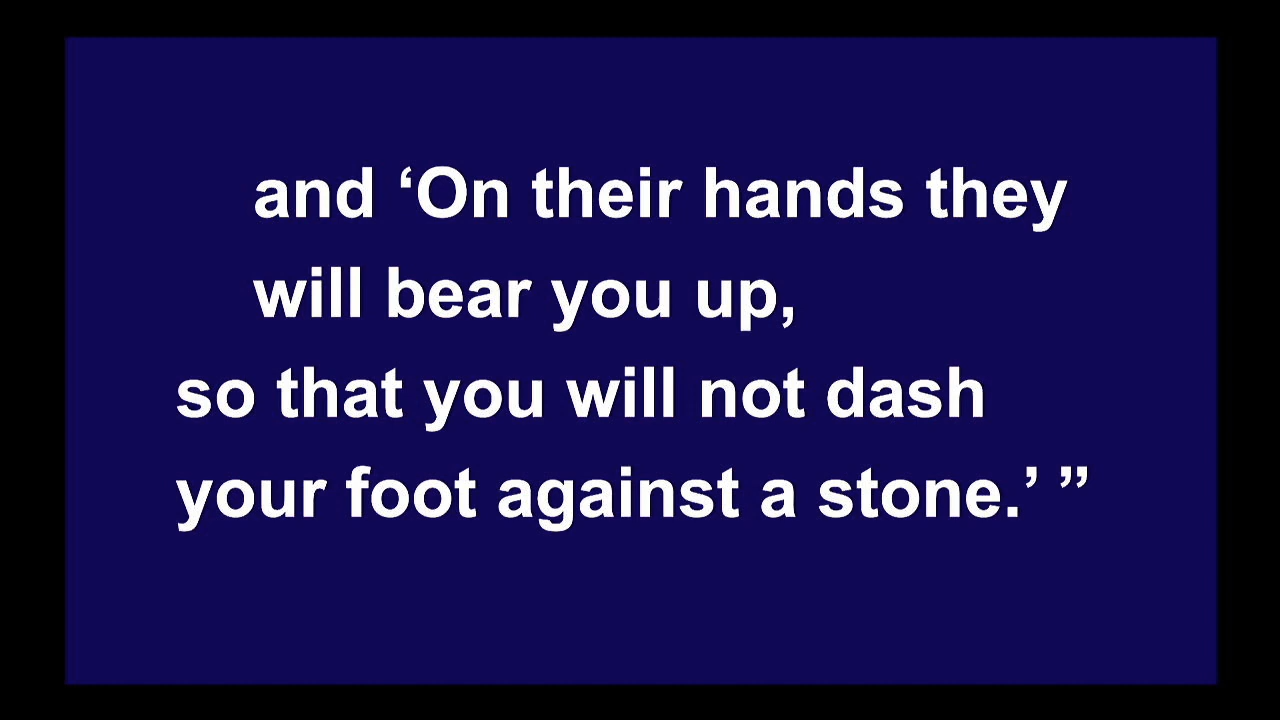 and ‘On their hands they
will bear you up,
so that you will not dash
your foot against a stone.’ ”